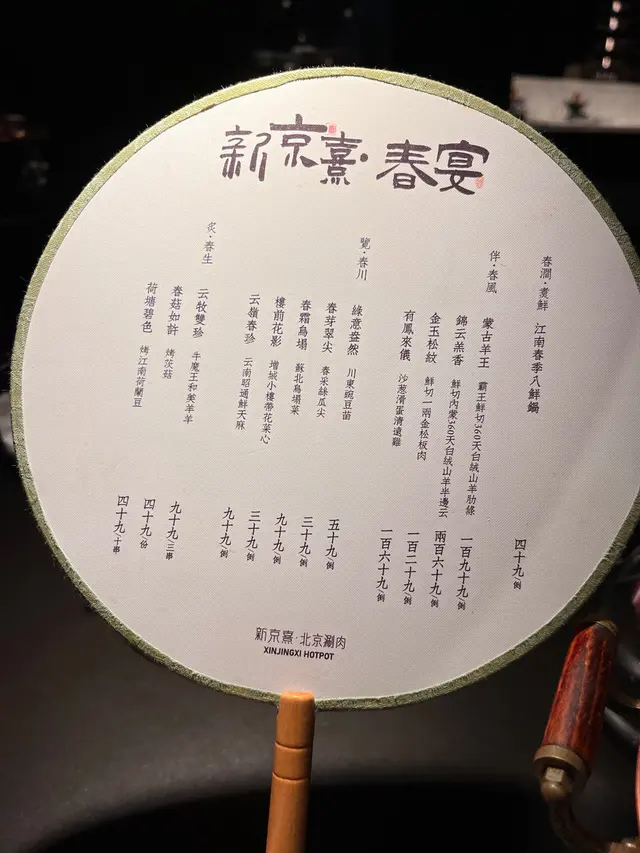 新京熹·春宴
春澗·煮鮮 江南春季八鮮鍋 四十九/例
伴·春風
蒙古羊王 霸王鮮切360天白絨山羊肋條 一百九十九/例
錦云羔香 鮮切內蒙360天白絨山羊半邊云 兩百六十九/例
金玉松紋 鮮切一兩金松板肉 一百二十九/例
有鳳來儀 沙葱滑蛋清遠雞 一百六十九/例
覽·春川
綠意盎然 川東豌豆苗 五十九/例
春芽翠尖 春采絲瓜尖 三十九/例
春霜烏塌 蘇北烏塌菜 九十九/例
樓前花影 增城小樓帶花菜心 三十九/例
云嶺春珍 云南昭通鮮天麻 九十九/例
炙·春生
云牧雙珍 牛魔王和美羊羊 九十九/三串
春菇如許 烤茨菇 四十九/份
荷塘碧色 烤江南荷蘭豆 四十九/十串
新京熹·北京涮肉
XINJINGXI HOTPOT